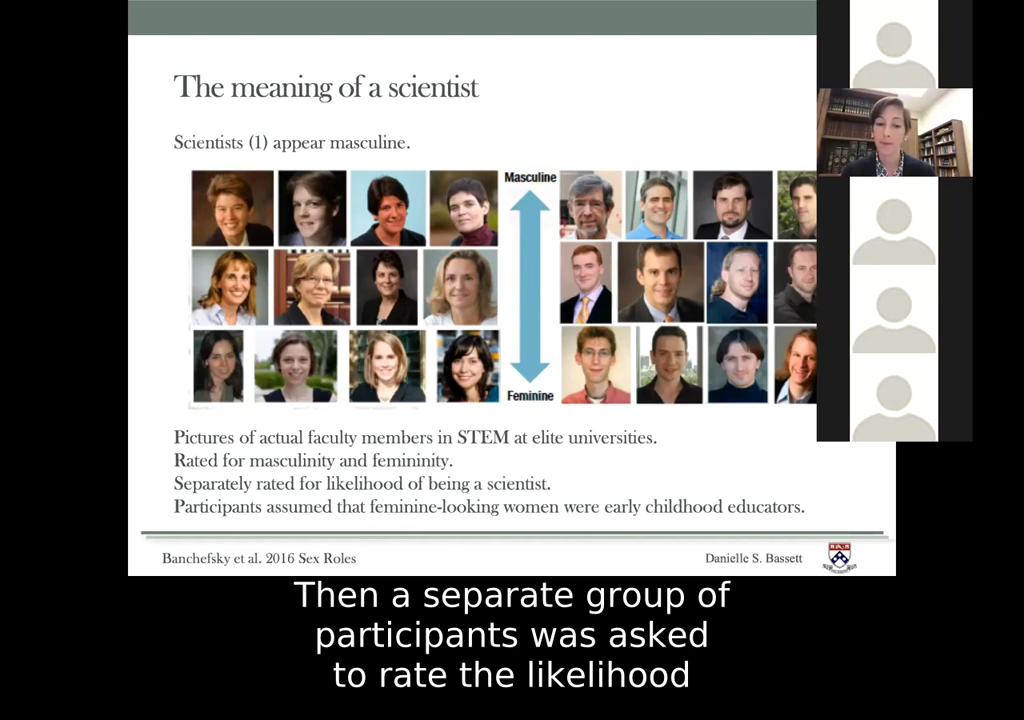 The meaning of a scientist
Scientists (1) appear masculine.
Masculine
Feminine
Pictures of actual faculty members in STEM at elite universities.
Rated for masculinity and femininity.
Separately rated for likelihood of being a scientist.
Participants assumed that feminine-looking women were early childhood educators.
Banchefsky et al. 2016 Sex Roles
Danielle S. Bassett
Then a separate group of
participants was asked
to rate the likelihood